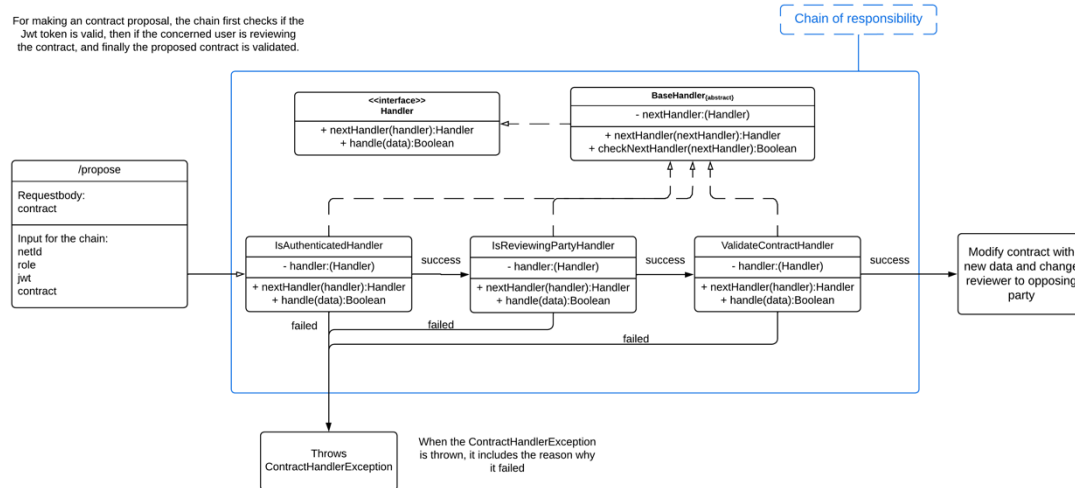 For making an contract proposal, the chain first checks if the
Jwt token is valid, then if the concerned user is reviewing
the contract, and finally the proposed contract is validated.
Chain of responsibility
<<interface>>
Handler
+ nextHandler(handler):Handler
+ handle(data):Boolean
BaseHandler{abstract}
- nextHandler:(Handler)
+ nextHandler(nextHandler):Handler
+ checkNextHandler(nextHandler):Boolean
/propose
Requestbody:
contract
Input for the chain:
netId
role
jwt
contract
IsAuthenticatedHandler
- handler:(Handler)
+ nextHandler(handler):Handler
+ handle(data):Boolean
success
IsReviewingPartyHandler
- handler:(Handler)
+ nextHandler(handler):Handler
+ handle(data):Boolean
success
ValidateContractHandler
- handler:(Handler)
+ nextHandler(handler):Handler
+ handle(data):Boolean
success
Modify contract with
new data and change
reviewer to opposing
party
failed
failed
failed
Throws
ContractHandlerException
When the ContractHandlerException
is thrown, it includes the reason why
it failed